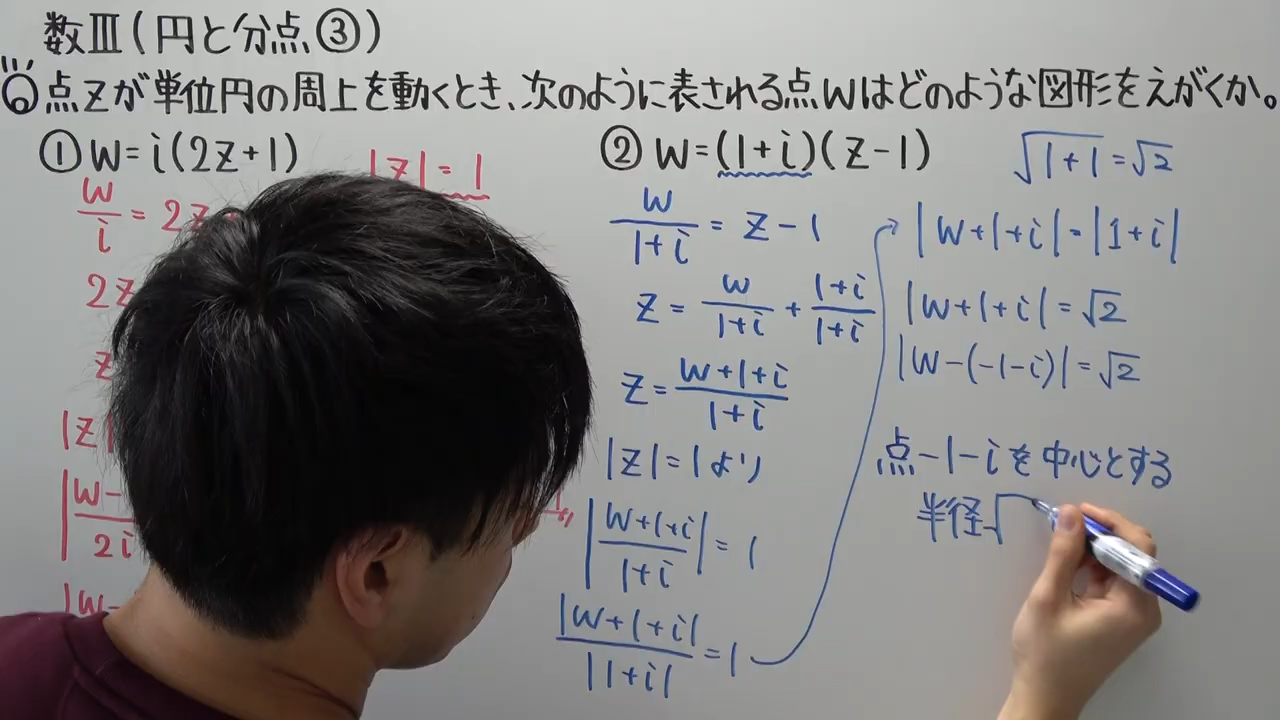 数Ⅲ(円と分点③)
Q 点Zが単位円の周上を動くとき、次のように表される点Wはどのような図形をえがくか。
① W=i(2Z+1)
|Z|=1
W/i=2Z
2Z
Z
|Z|
|W-
2i
|W-
② W=(1+i)(Z-1)
W/(1+i)=Z-1
Z=W/(1+i)+(1+i)/(1+i)
Z=(W+1+i)/(1+i)
|Z|=1より
|(W+1+i)/(1+i)|=1
|W+1+i|/|1+i|=1
√(1+1)=√2
|W+1+i|=|1+i|
|W+1+i|=√2
|W-(-1-i)|=√2
点-1-iを中心とする
半径√